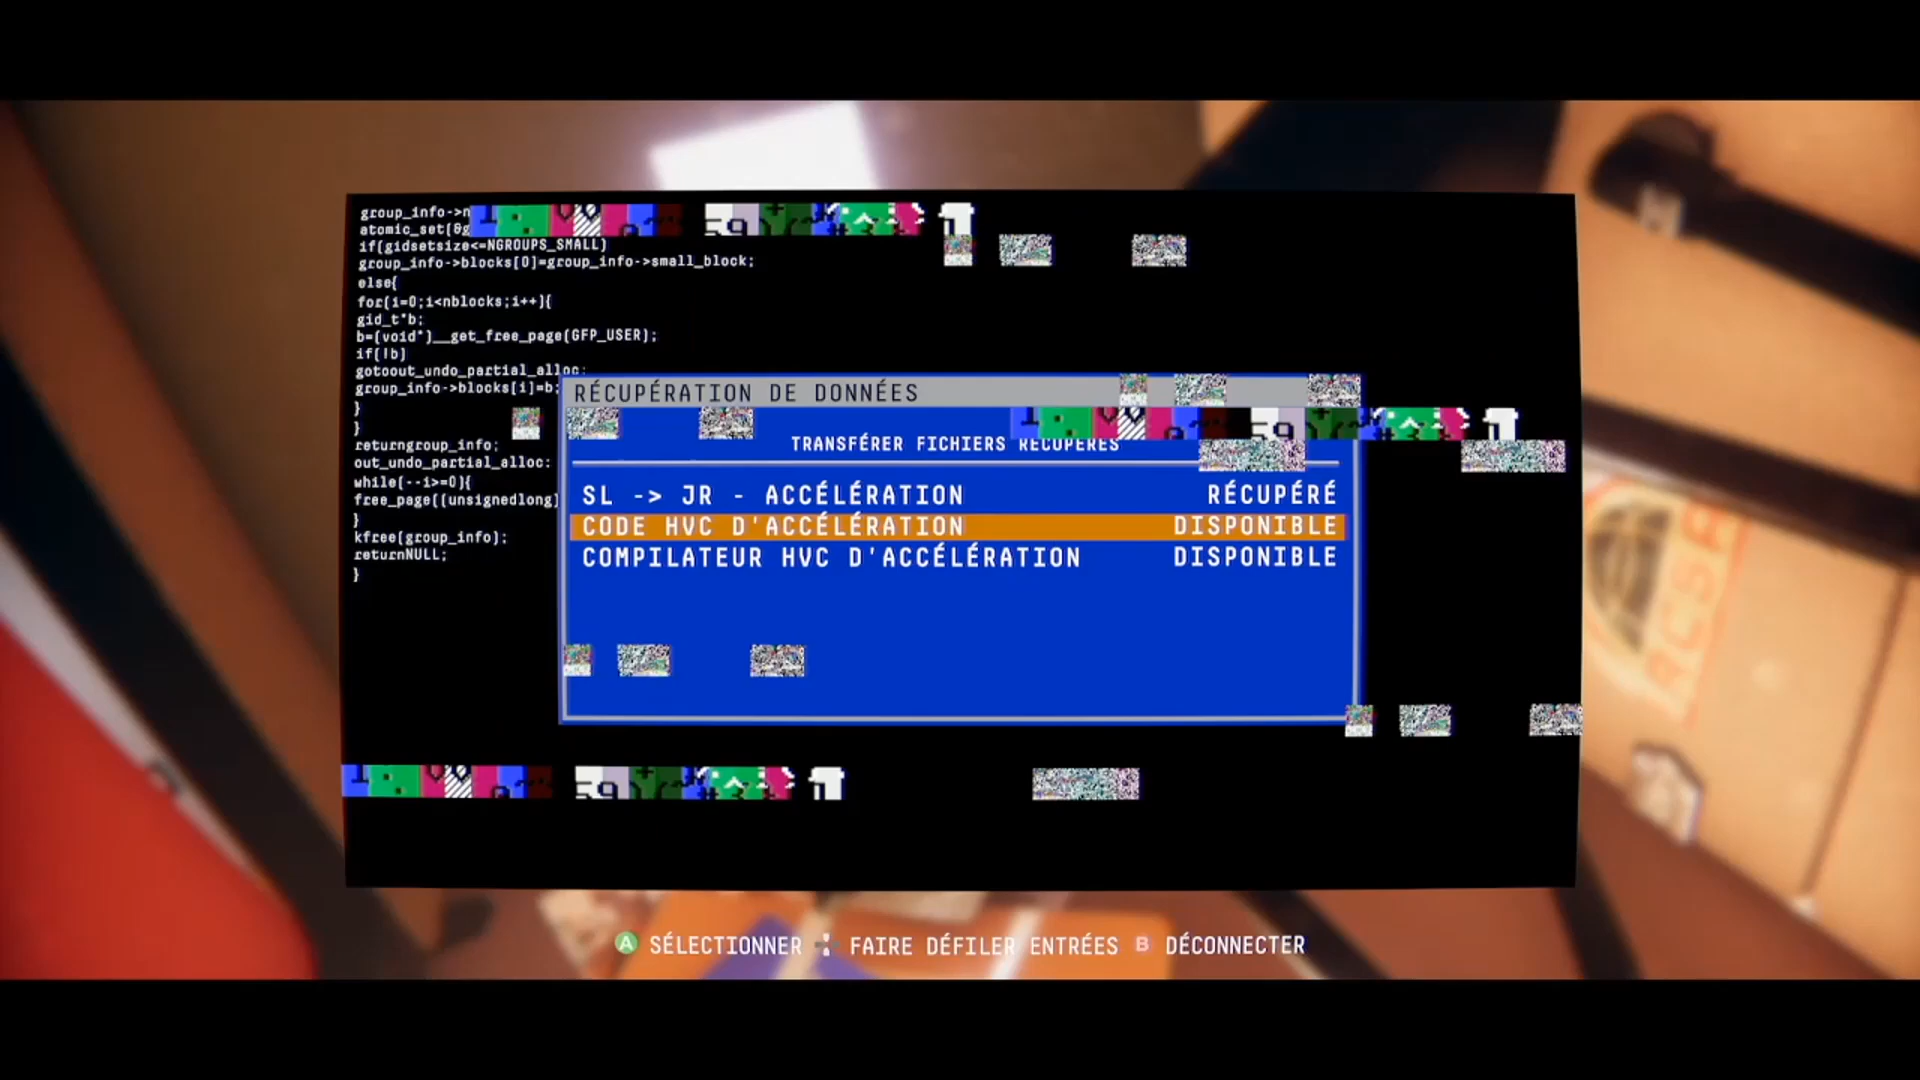 group_info->n
atomic_set(&g
if(gidsetsize<=NGROUPS_SMALL)
group_info->blocks[0]=group_info->small_block;
else{
for(i=0;i<nblocks;i++){
gid_t*b;
b=(void*)__get_free_page(GFP_USER);
if(!b)
gotoout_undo_partial_alloc;
group_info->blocks[i]=b;
}
}
returngroup_info;
out_undo_partial_alloc:
while(--i>=0){
free_page((unsignedlong)
}
kfree(group_info);
returnNULL;
}
RÉCUPÉRATION DE DONNÉES
TRANSFÉRER FICHIERS RÉCUPÉRÉS
SL -> JR - ACCÉLÉRATION RÉCUPÉRÉ
CODE HVC D'ACCÉLÉRATION DISPONIBLE
COMPILATEUR HVC D'ACCÉLÉRATION DISPONIBLE
ACSA
A SÉLECTIONNER FAIRE DÉFILER ENTRÉES B DÉCONNECTER